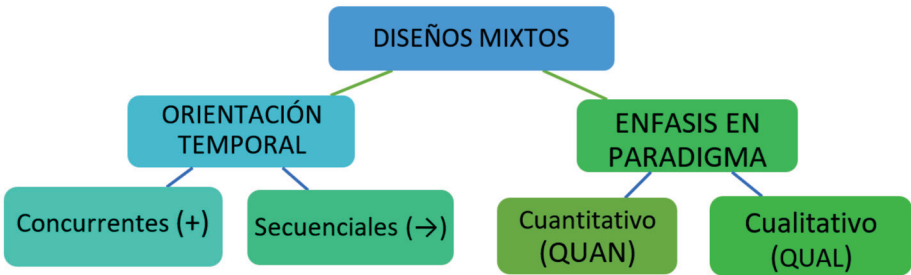 DISEÑOS MIXTOS
ORIENTACIÓN
TEMPORAL
ENFASIS EN
PARADIGMA
Concurrentes (+)
Secuenciales (→)
Cuantitativo
(QUAN)
Cualitativo
(QUAL)